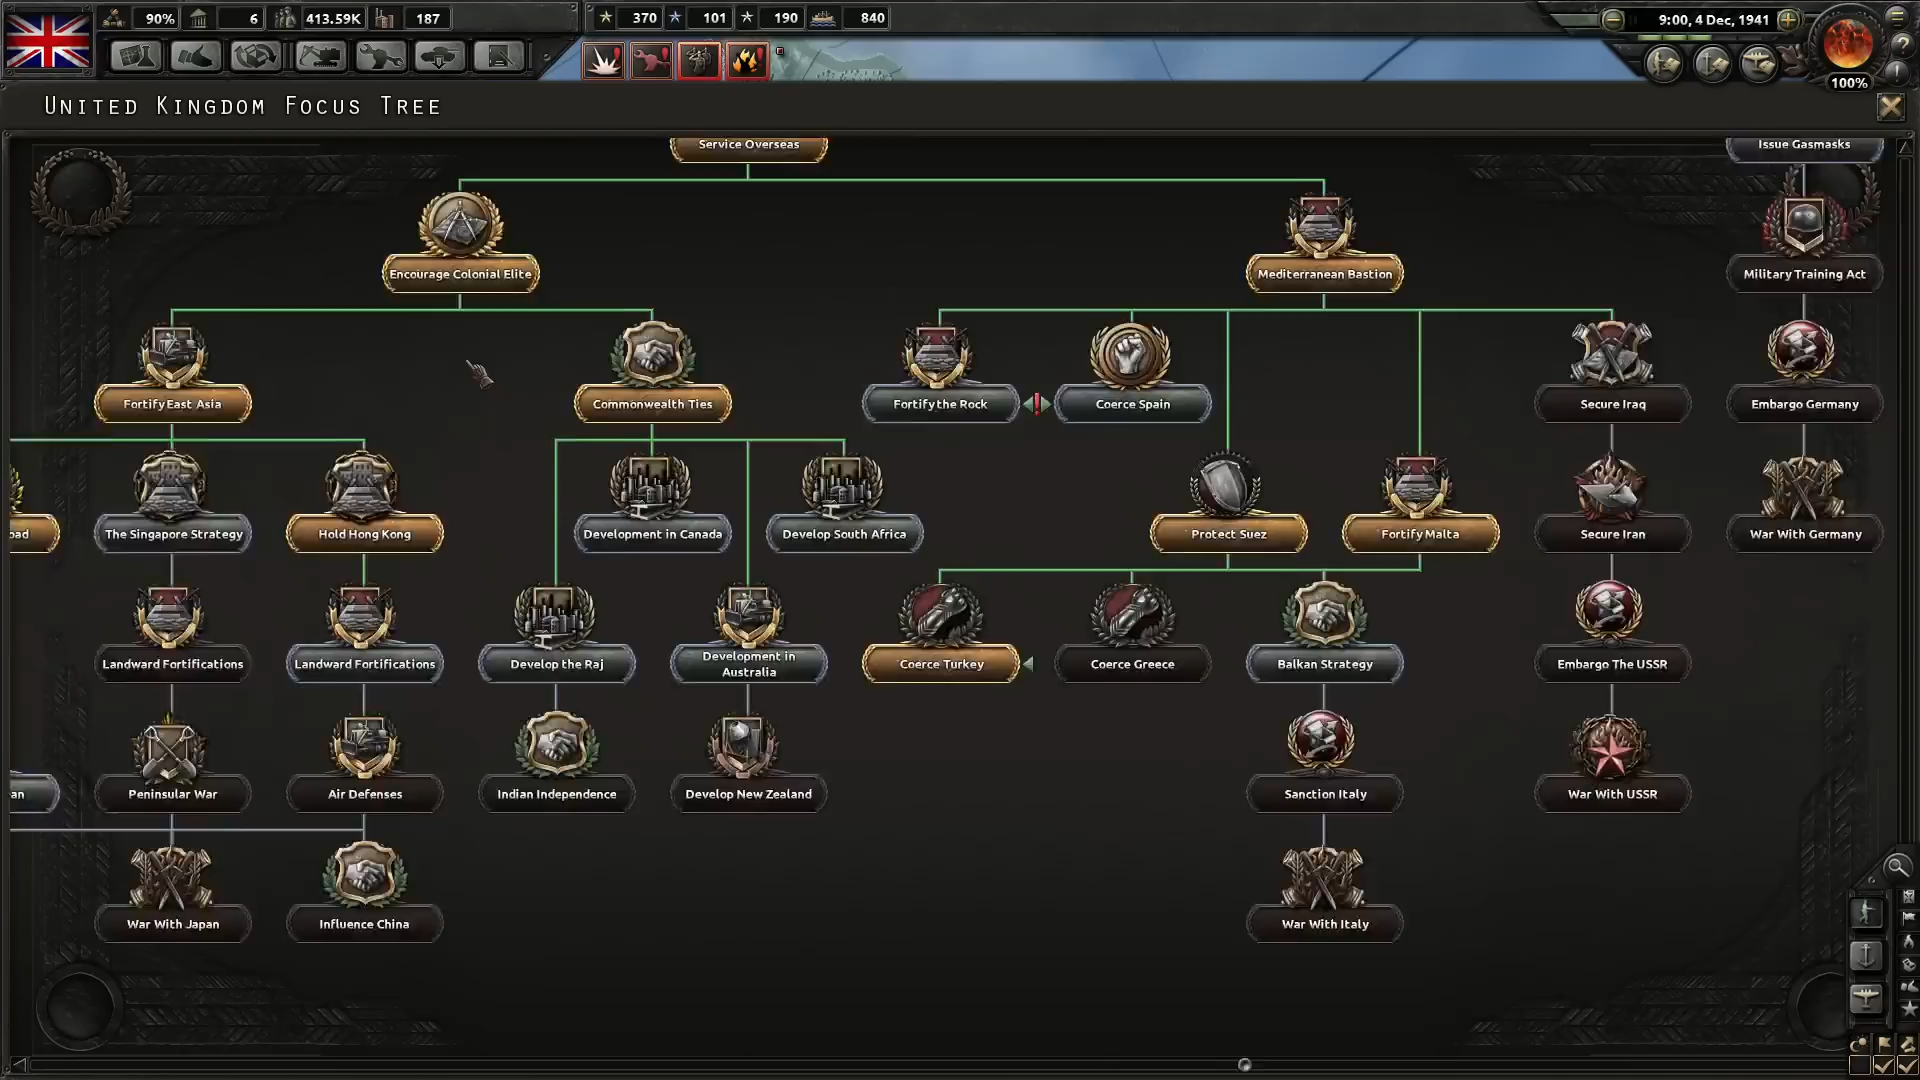 90%
6
413.59K
187
370
101
190
840
9:00, 4 Dec, 1941
100%
United Kingdom Focus Tree
Service Overseas
Issue Gasmasks
Encourage Colonial Elite
Mediterranean Bastion
Military Training Act
Fortify East Asia
Commonwealth Ties
Fortify the Rock
Coerce Spain
Secure Iraq
Embargo Germany
oad
The Singapore Strategy
Hold Hong Kong
Development in Canada
Develop South Africa
Protect Suez
Fortify Malta
Secure Iran
War With Germany
Landward Fortifications
Landward Fortifications
Develop the Raj
Development in
Australia
Coerce Turkey
Coerce Greece
Balkan Strategy
Embargo The USSR
an
Peninsular War
Air Defenses
Indian Independence
Develop New Zealand
Sanction Italy
War With USSR
War With Japan
Influence China
War With Italy